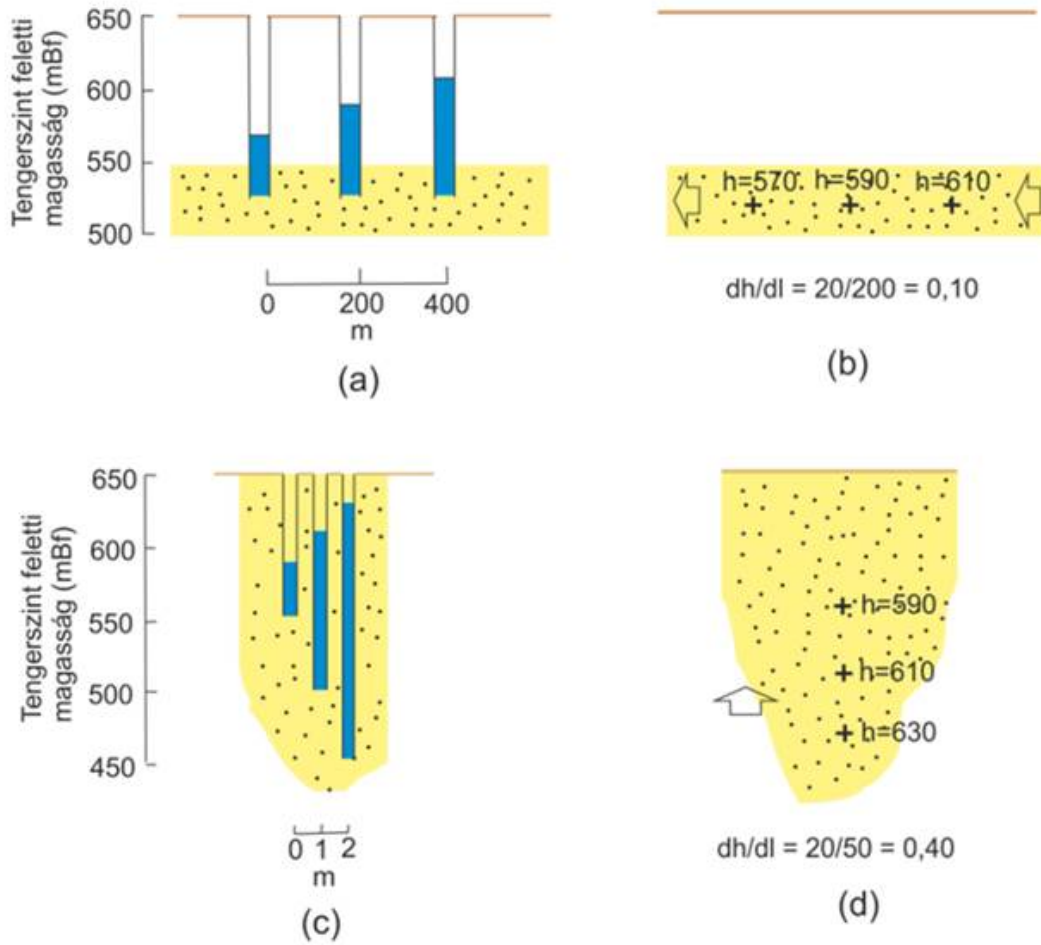 Tengerszint feletti
magasság (mBf)
650
600
550
500
0
200
400
m
(a)
h=570
h=590
h=610
dh/dl = 20/200 = 0,10
(b)
Tengerszint feletti
magasság (mBf)
650
600
550
500
450
0 1 2
m
(c)
h=590
h=610
h=630
dh/dl = 20/50 = 0,40
(d)